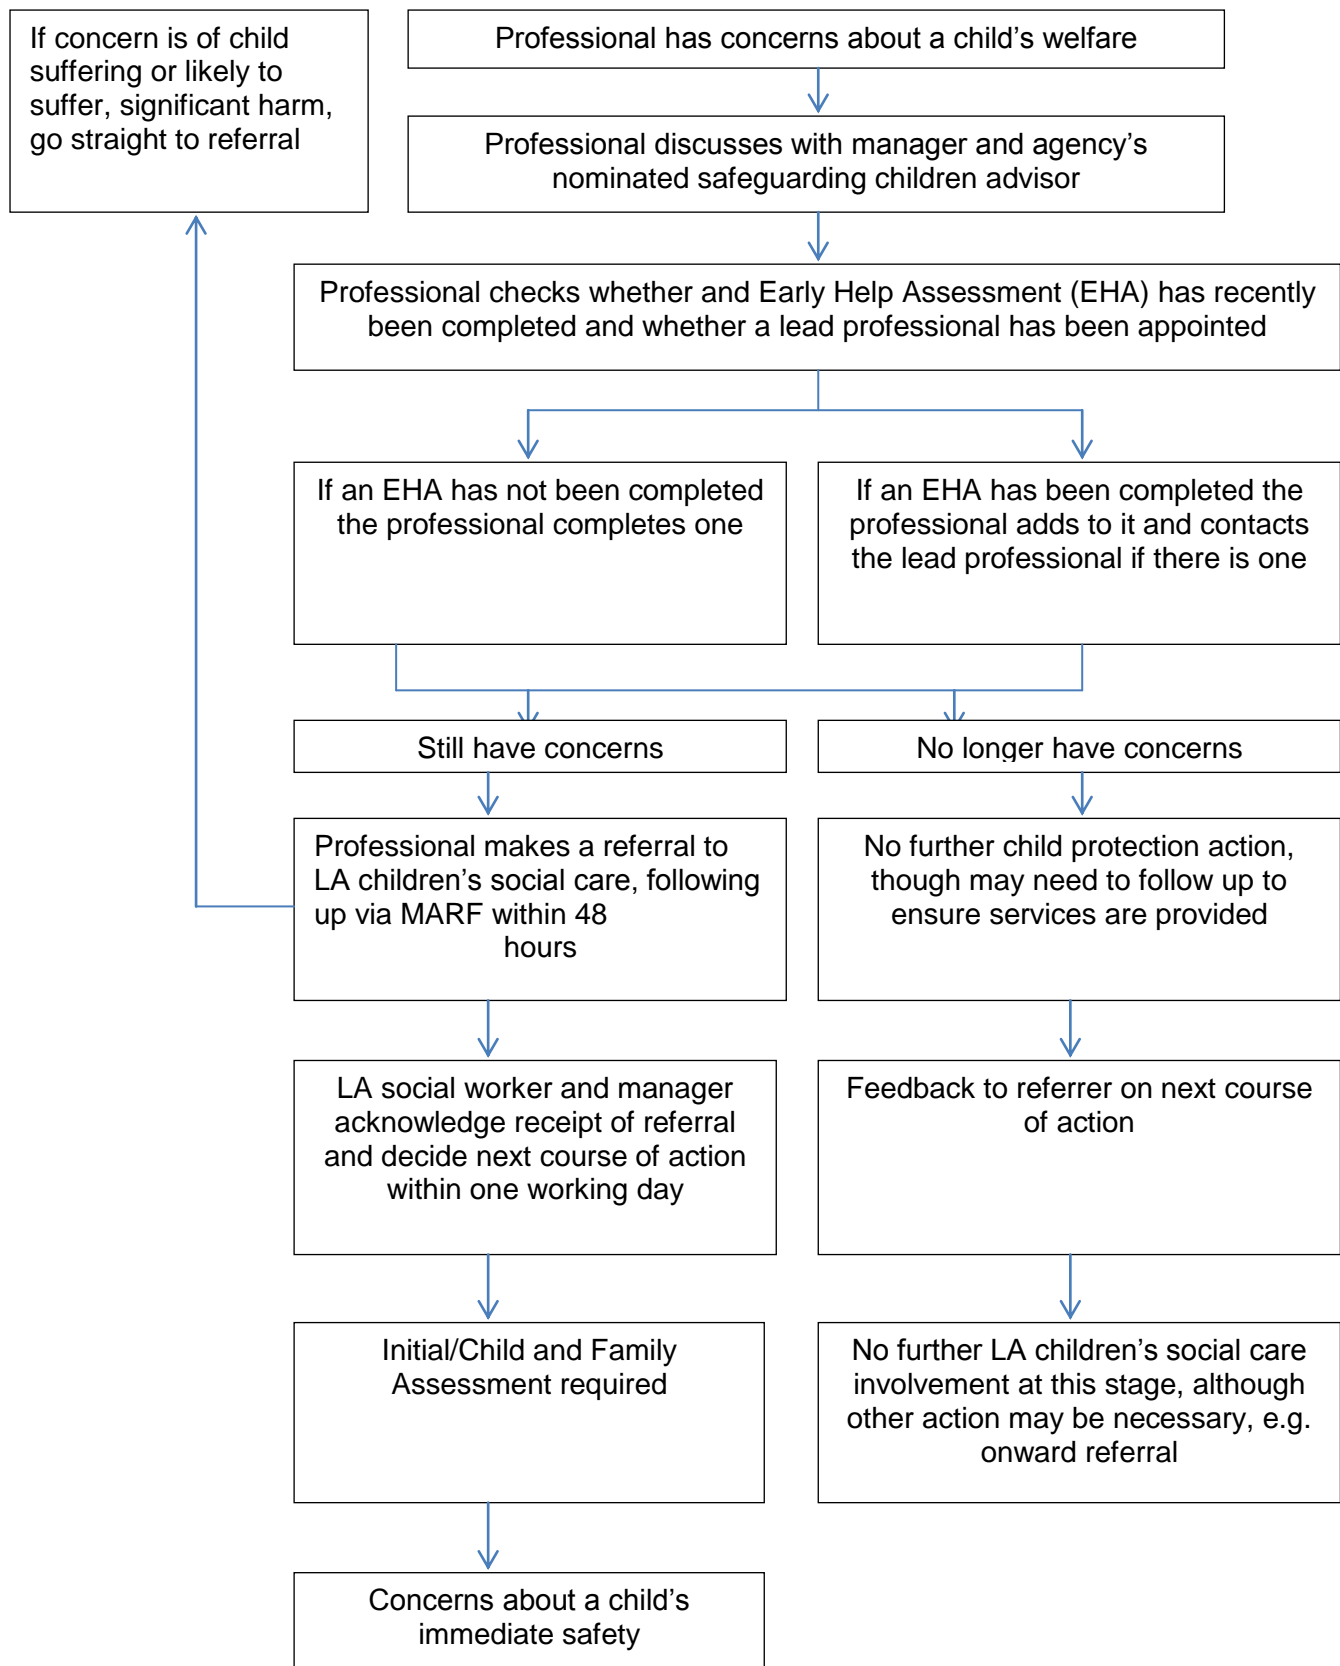 If concern is of child
suffering or likely to
suffer, significant harm,
go straight to referral
Professional has concerns about a child’s welfare
Professional discusses with manager and agency’s
nominated safeguarding children advisor
Professional checks whether and Early Help Assessment (EHA) has recently
been completed and whether a lead professional has been appointed
If an EHA has not been completed
the professional completes one
If an EHA has been completed the
professional adds to it and contacts
the lead professional if there is one
Still have concerns
No longer have concerns
Professional makes a referral to
LA children’s social care, following
up via MARF within 48
hours
No further child protection action,
though may need to follow up to
ensure services are provided
LA social worker and manager
acknowledge receipt of referral
and decide next course of action
within one working day
Feedback to referrer on next course
of action
Initial/Child and Family
Assessment required
No further LA children’s social care
involvement at this stage, although
other action may be necessary, e.g.
onward referral
Concerns about a child’s
immediate safety